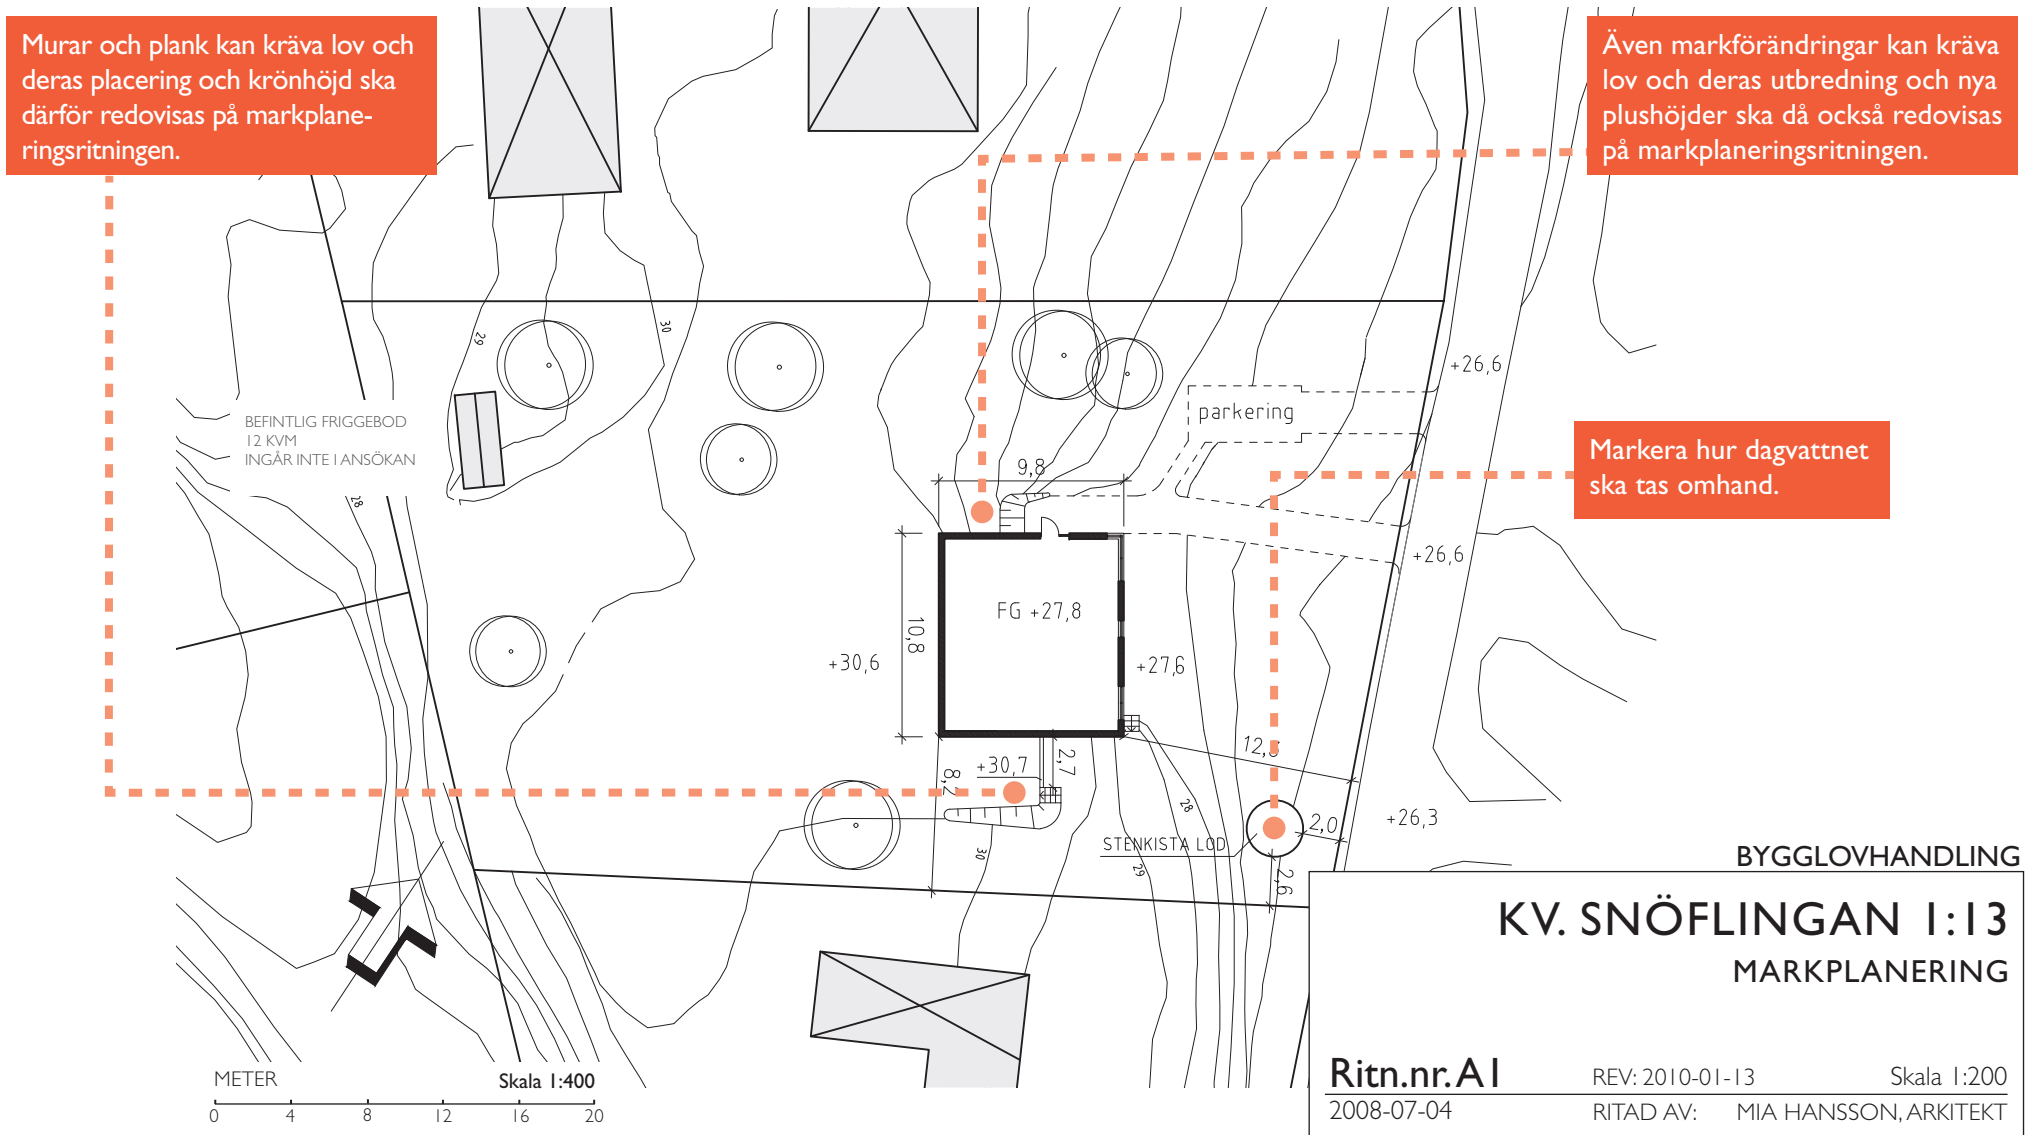 Murar och plank kan kräva lov och
deras placering och krönhöjd ska
därför redovisas på markplane-
ringsritningen.
Även markförändringar kan kräva
lov och deras utbredning och nya
plushöjder ska då också redovisas
på markplaneringsritningen.
29
30
+26,6
BEFINTLIG FRIGGEBOD
12 KVM
INGÅR INTE I ANSÖKAN
parkering
Markera hur dagvattnet
ska tas omhand.
9,8
28
+26,6
FG +27,8
10,8
+30,6
+27,6
12,8
+30,7
2,7
8,2
28
2,0
+26,3
STENKISTA LOD
30
29
2,6
BYGGLOVHANDLING
KV. SNÖFLINGAN 1:13
MARKPLANERING
Ritn.nr. A1
REV: 2010-01-13
Skala 1:200
2008-07-04
RITAD AV: MIA HANSSON, ARKITEKT
METER
Skala 1:400
0 4 8 12 16 20